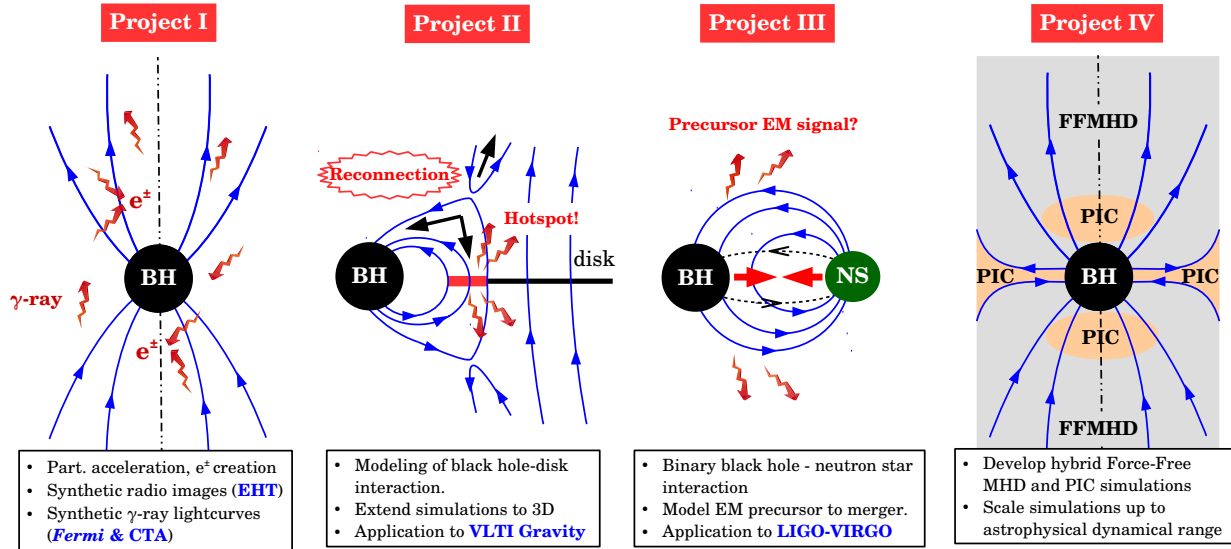 Project I
e±
BH
γ-ray
e±
• Part. acceleration, e± creation
• Synthetic radio images (EHT)
• Synthetic γ-ray lightcurves
(Fermi & CTA)
Project II
Reconnection
Hotspot!
BH
disk
• Modeling of black hole-disk
interaction.
• Extend simulations to 3D
• Application to VLTI Gravity
Project III
Precursor EM signal?
BH
NS
• Binary black hole - neutron star
interaction
• Model EM precursor to merger.
• Application to LIGO-VIRGO
Project IV
FFMHD
PIC
PIC
BH
PIC
PIC
FFMHD
• Develop hybrid Force-Free
MHD and PIC simulations
• Scale simulations up to
astrophysical dynamical range